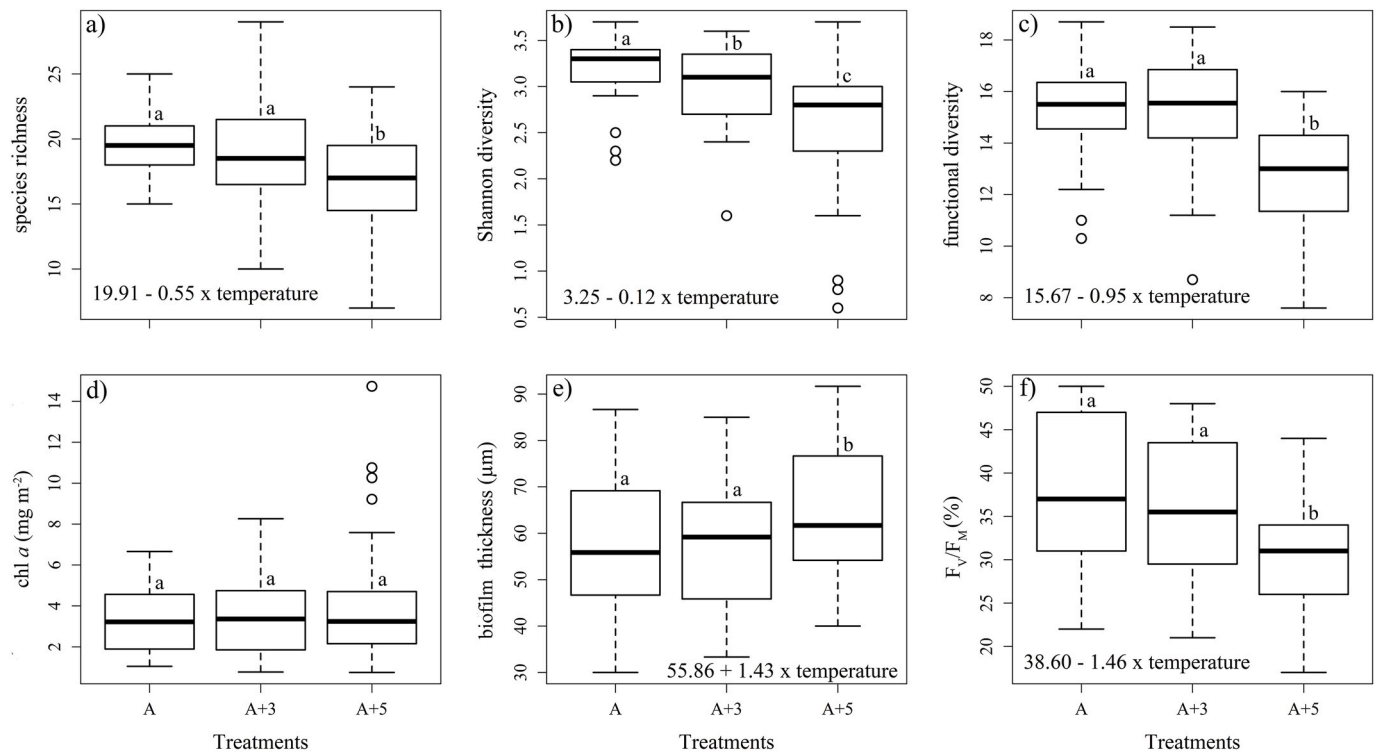 a)
species richness
25
20
15
10
a
a
b
19.91 - 0.55 x temperature
b)
Shannon diversity
3.5
3.0
2.5
2.0
1.5
1.0
0.5
a
b
c
3.25 - 0.12 x temperature
c)
functional diversity
18
16
14
12
10
8
a
a
b
15.67 - 0.95 x temperature
d)
chl a (mg m-2)
14
12
10
8
6
4
2
a
a
a
A
A+3
A+5
Treatments
e)
biofilm thickness (µm)
90
80
70
60
50
40
30
a
a
b
55.86 + 1.43 x temperature
A
A+3
A+5
Treatments
f)
FV/FM (%)
50
45
40
35
30
25
20
a
a
b
38.60 - 1.46 x temperature
A
A+3
A+5
Treatments